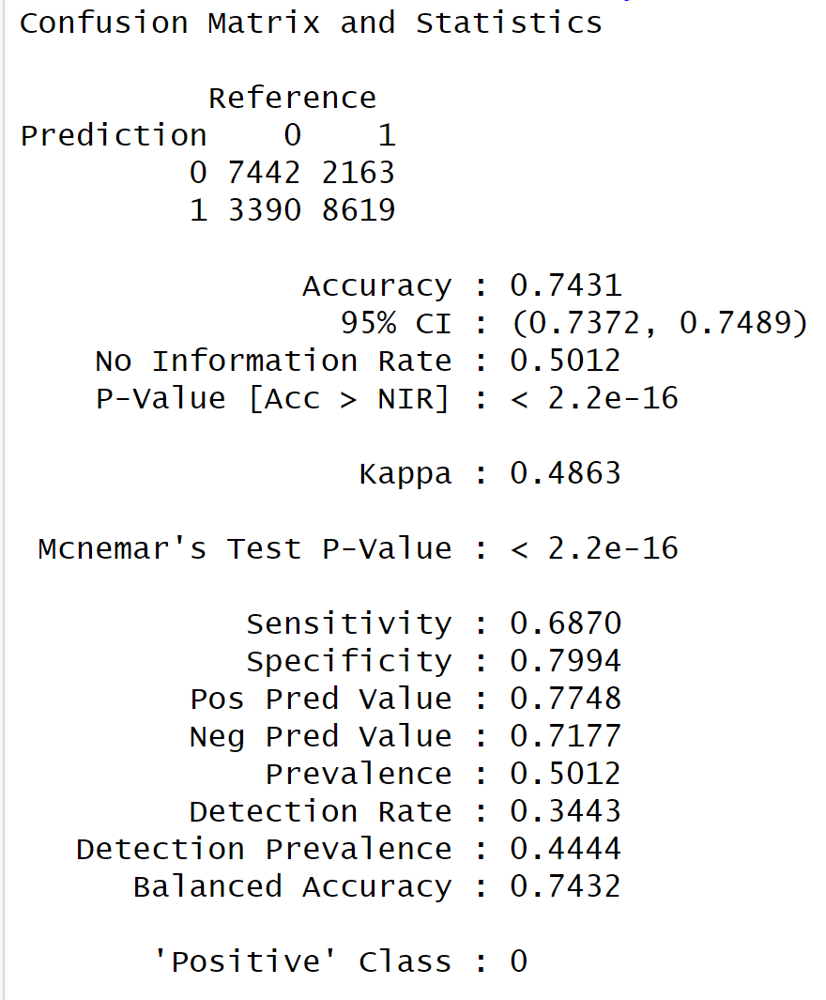 Confusion Matrix and Statistics
Reference
Prediction 0 1
0 7442 2163
1 3390 8619
Accuracy : 0.7431
95% CI : (0.7372, 0.7489)
No Information Rate : 0.5012
P-Value [Acc > NIR] : < 2.2e-16
Kappa : 0.4863
Mcnemar's Test P-Value : < 2.2e-16
Sensitivity : 0.6870
Specificity : 0.7994
Pos Pred Value : 0.7748
Neg Pred Value : 0.7177
Prevalence : 0.5012
Detection Rate : 0.3443
Detection Prevalence : 0.4444
Balanced Accuracy : 0.7432
'Positive' Class : 0